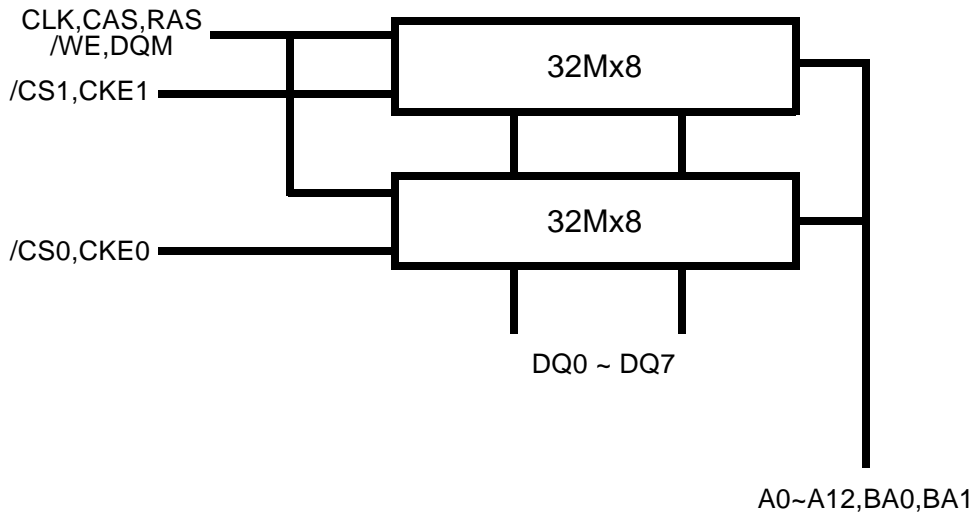 CLK,CAS,RAS
/WE,DQM
32Mx8
/CS1,CKE1
32Mx8
/CS0,CKE0
DQ0 ~ DQ7
A0~A12,BA0,BA1